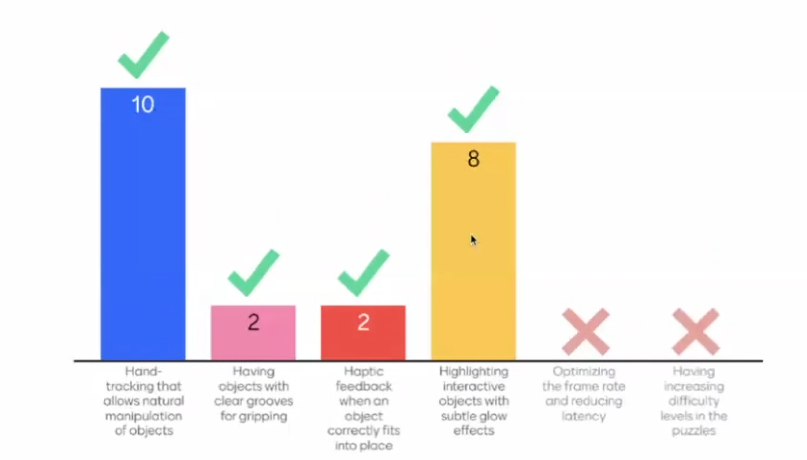 10
2
2
8
Hand-
tracking that
allows natural
manipulation
of objects
Having
objects with
clear grooves
for gripping
Haptic
feedback
when an
object
correctly fits
into place
Highlighting
interactive
objects with
subtle glow
effects
Optimizing
the frame rate
and reducing
latency
Having
increasing
difficulty
levels in the
puzzles